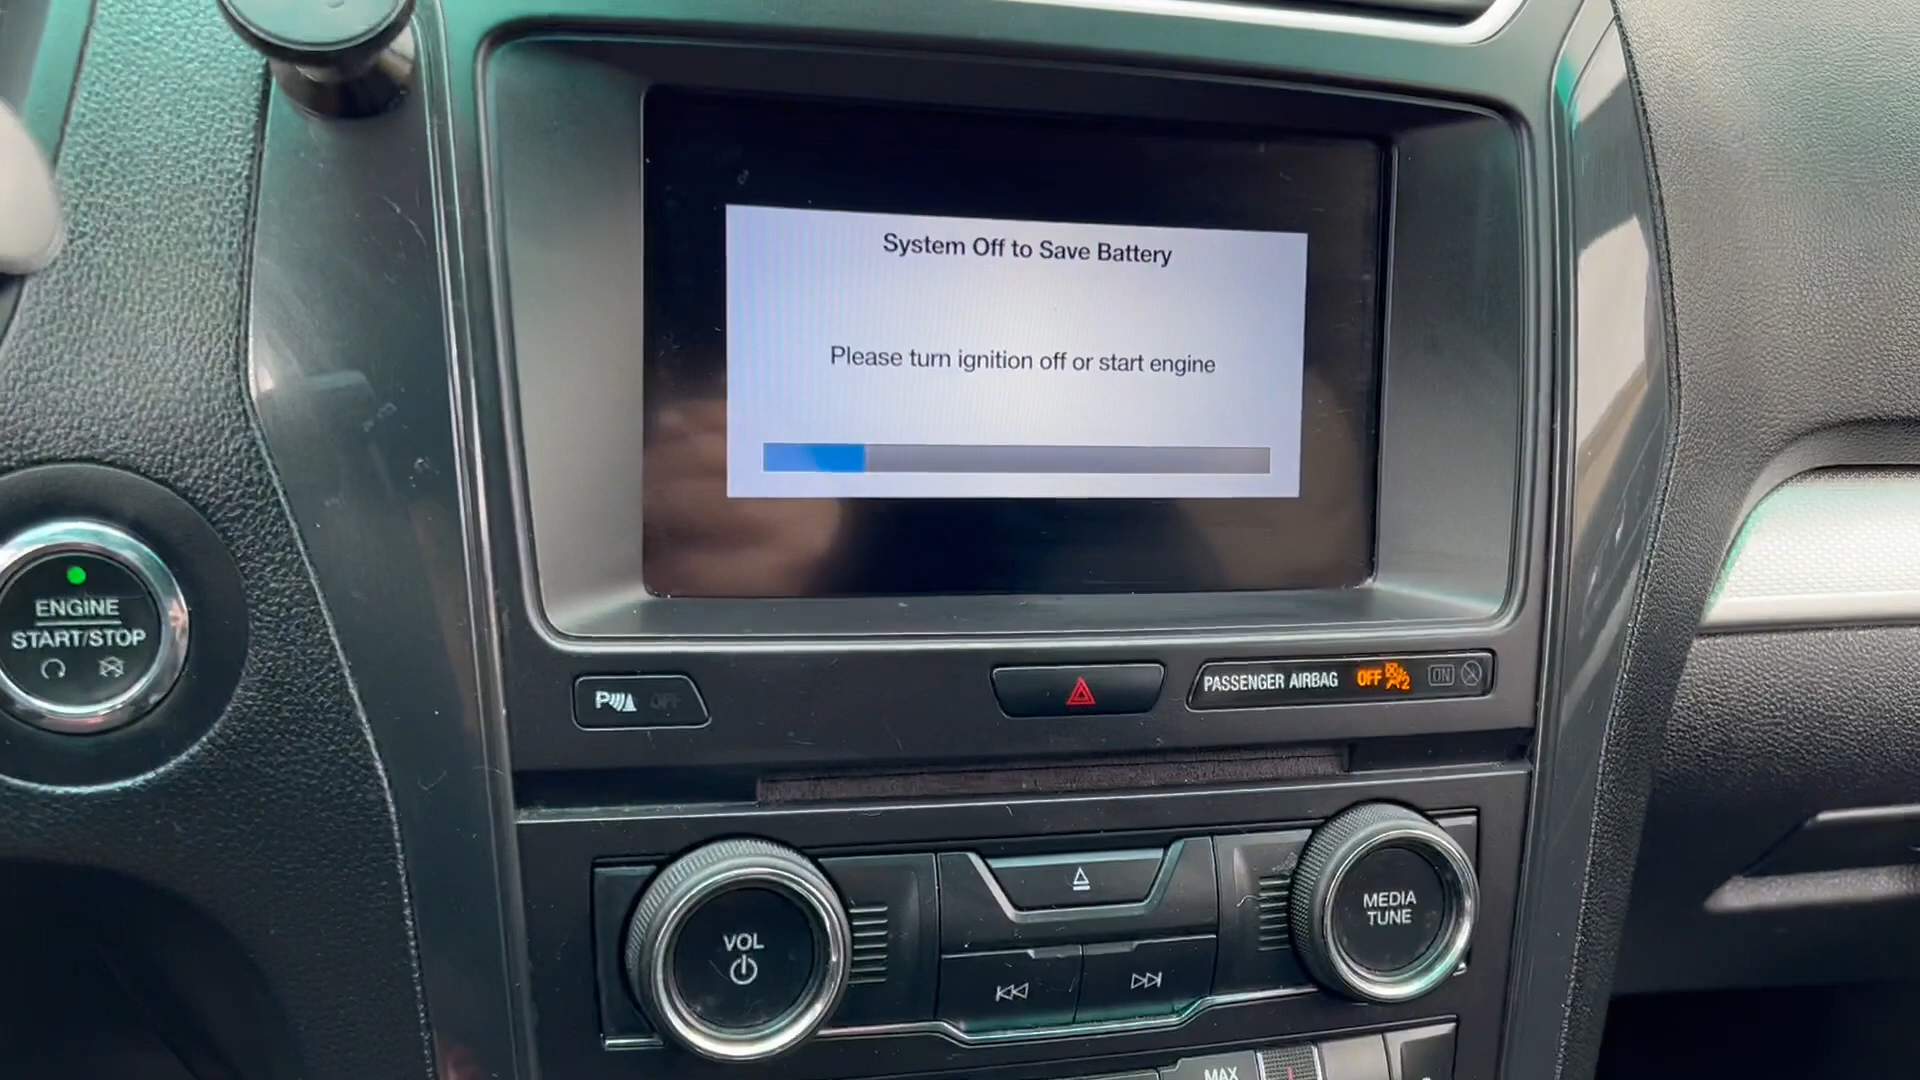 System Off to Save Battery
Please turn ignition off or start engine
ENGINE
START/STOP
P
OFF
PASSENGER AIRBAG OFF 2 ON
VOL
MEDIA
TUNE
MAX